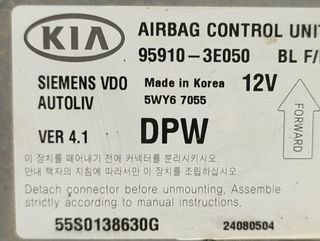 KIA AIRBAG CONTROL UNIT
95910-3E050 BL F/
SIEMENS VDO Made in Korea 12V
AUTOLIV 5WY6 7055
VER 4.1 DPW
FORWARD
이 장치를 떼어내기 전에 커넥터를 분리시키시오.
안내 책자의 지침에 따라서만 이 장치를 조립하시오.
Detach connector before unmounting. Assemble
strictly according to manual instructions.
55S0138630G 24080504